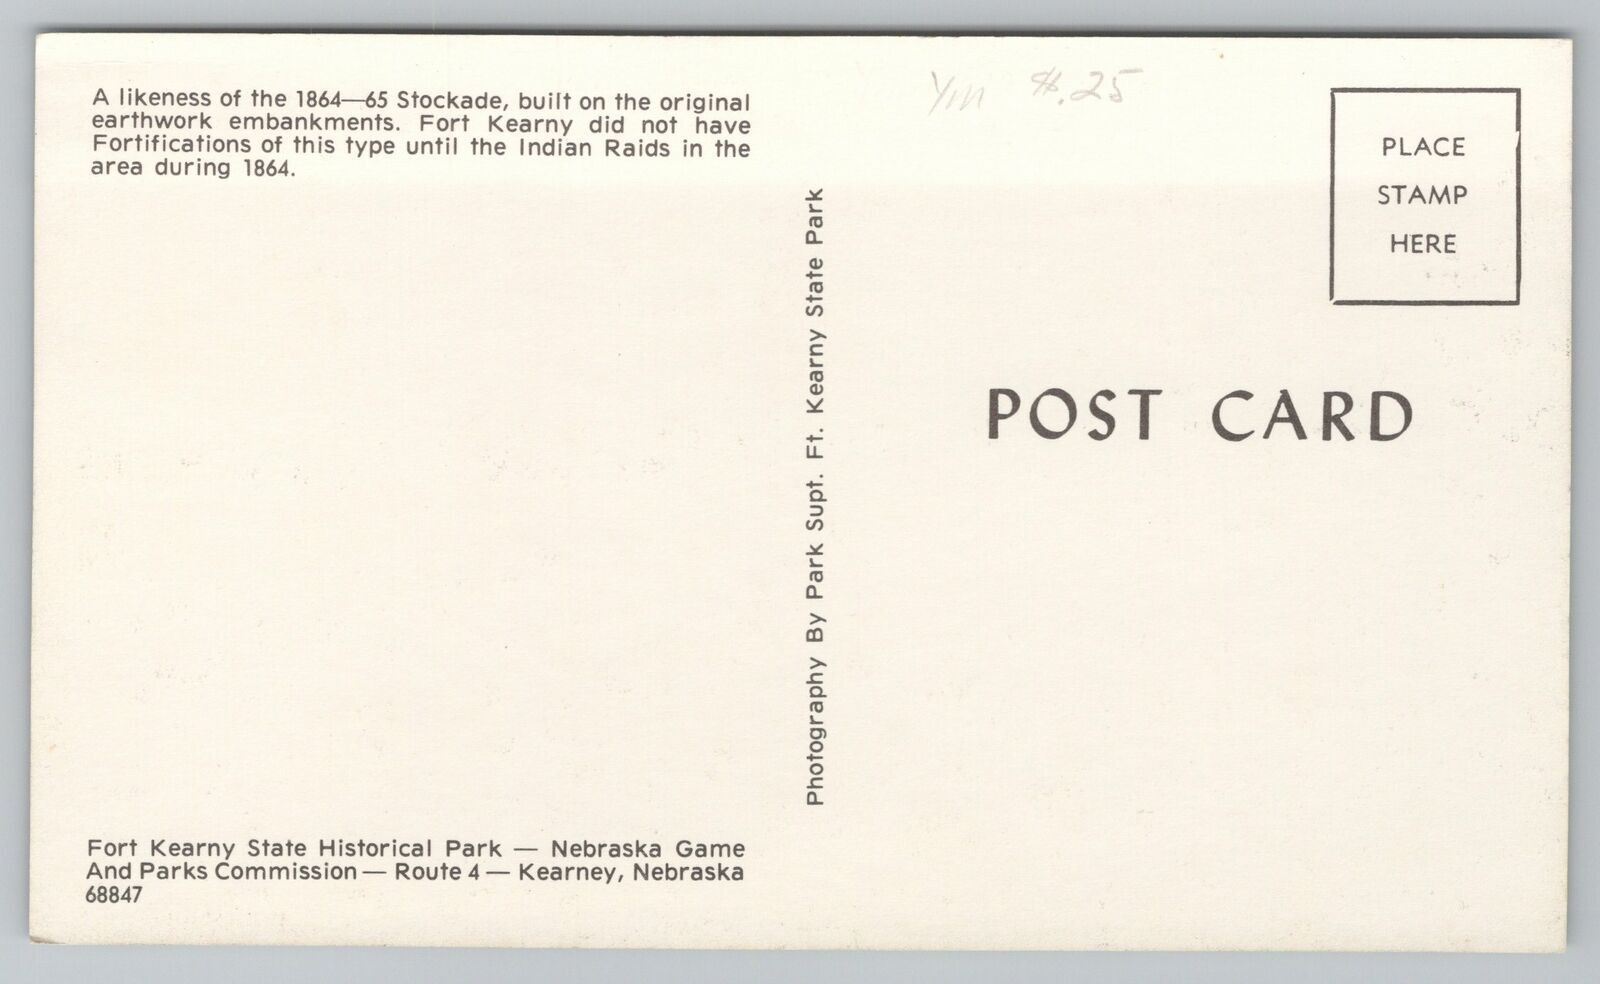 A likeness of the 1864—65 Stockade, built on the original
earthwork embankments. Fort Kearny did not have
Fortifications of this type until the Indian Raids in the
area during 1864.
Fort Kearny State Historical Park — Nebraska Game
And Parks Commission — Route 4 — Kearney, Nebraska
68847
Photography By Park Supt. Ft. Kearny State Park
$.25
PLACE
STAMP
HERE
POST CARD